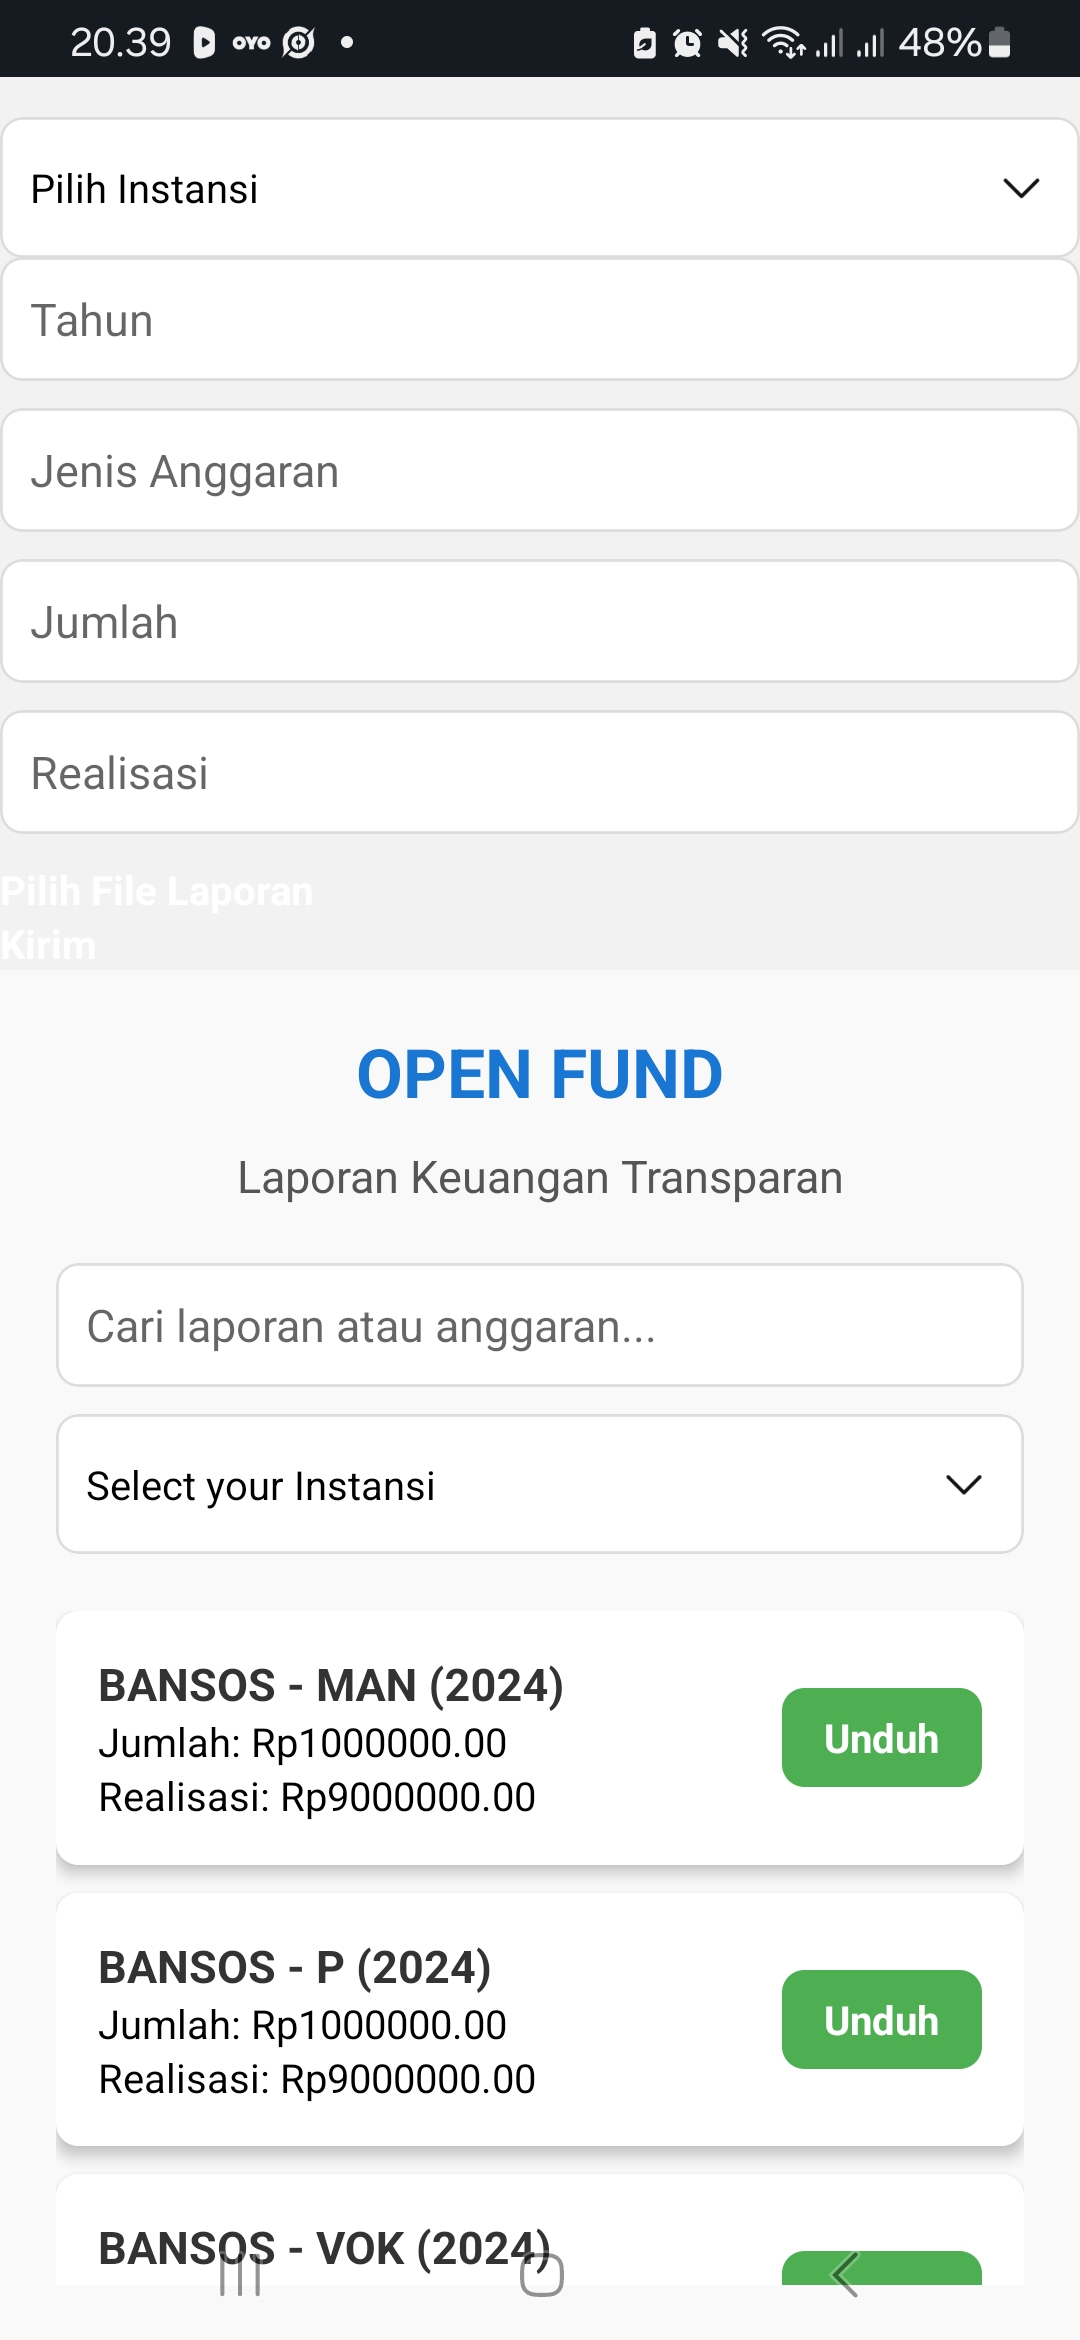 20.39 OYO 48%
Pilih Instansi
Tahun
Jenis Anggaran
Jumlah
Realisasi
Pilih File Laporan
Kirim
OPEN FUND
Laporan Keuangan Transparan
Cari laporan atau anggaran...
Select your Instansi
BANSOS - MAN (2024)
Jumlah: Rp1000000.00
Realisasi: Rp9000000.00
Unduh
BANSOS - P (2024)
Jumlah: Rp1000000.00
Realisasi: Rp9000000.00
Unduh
BANSOS - VOK (2024)